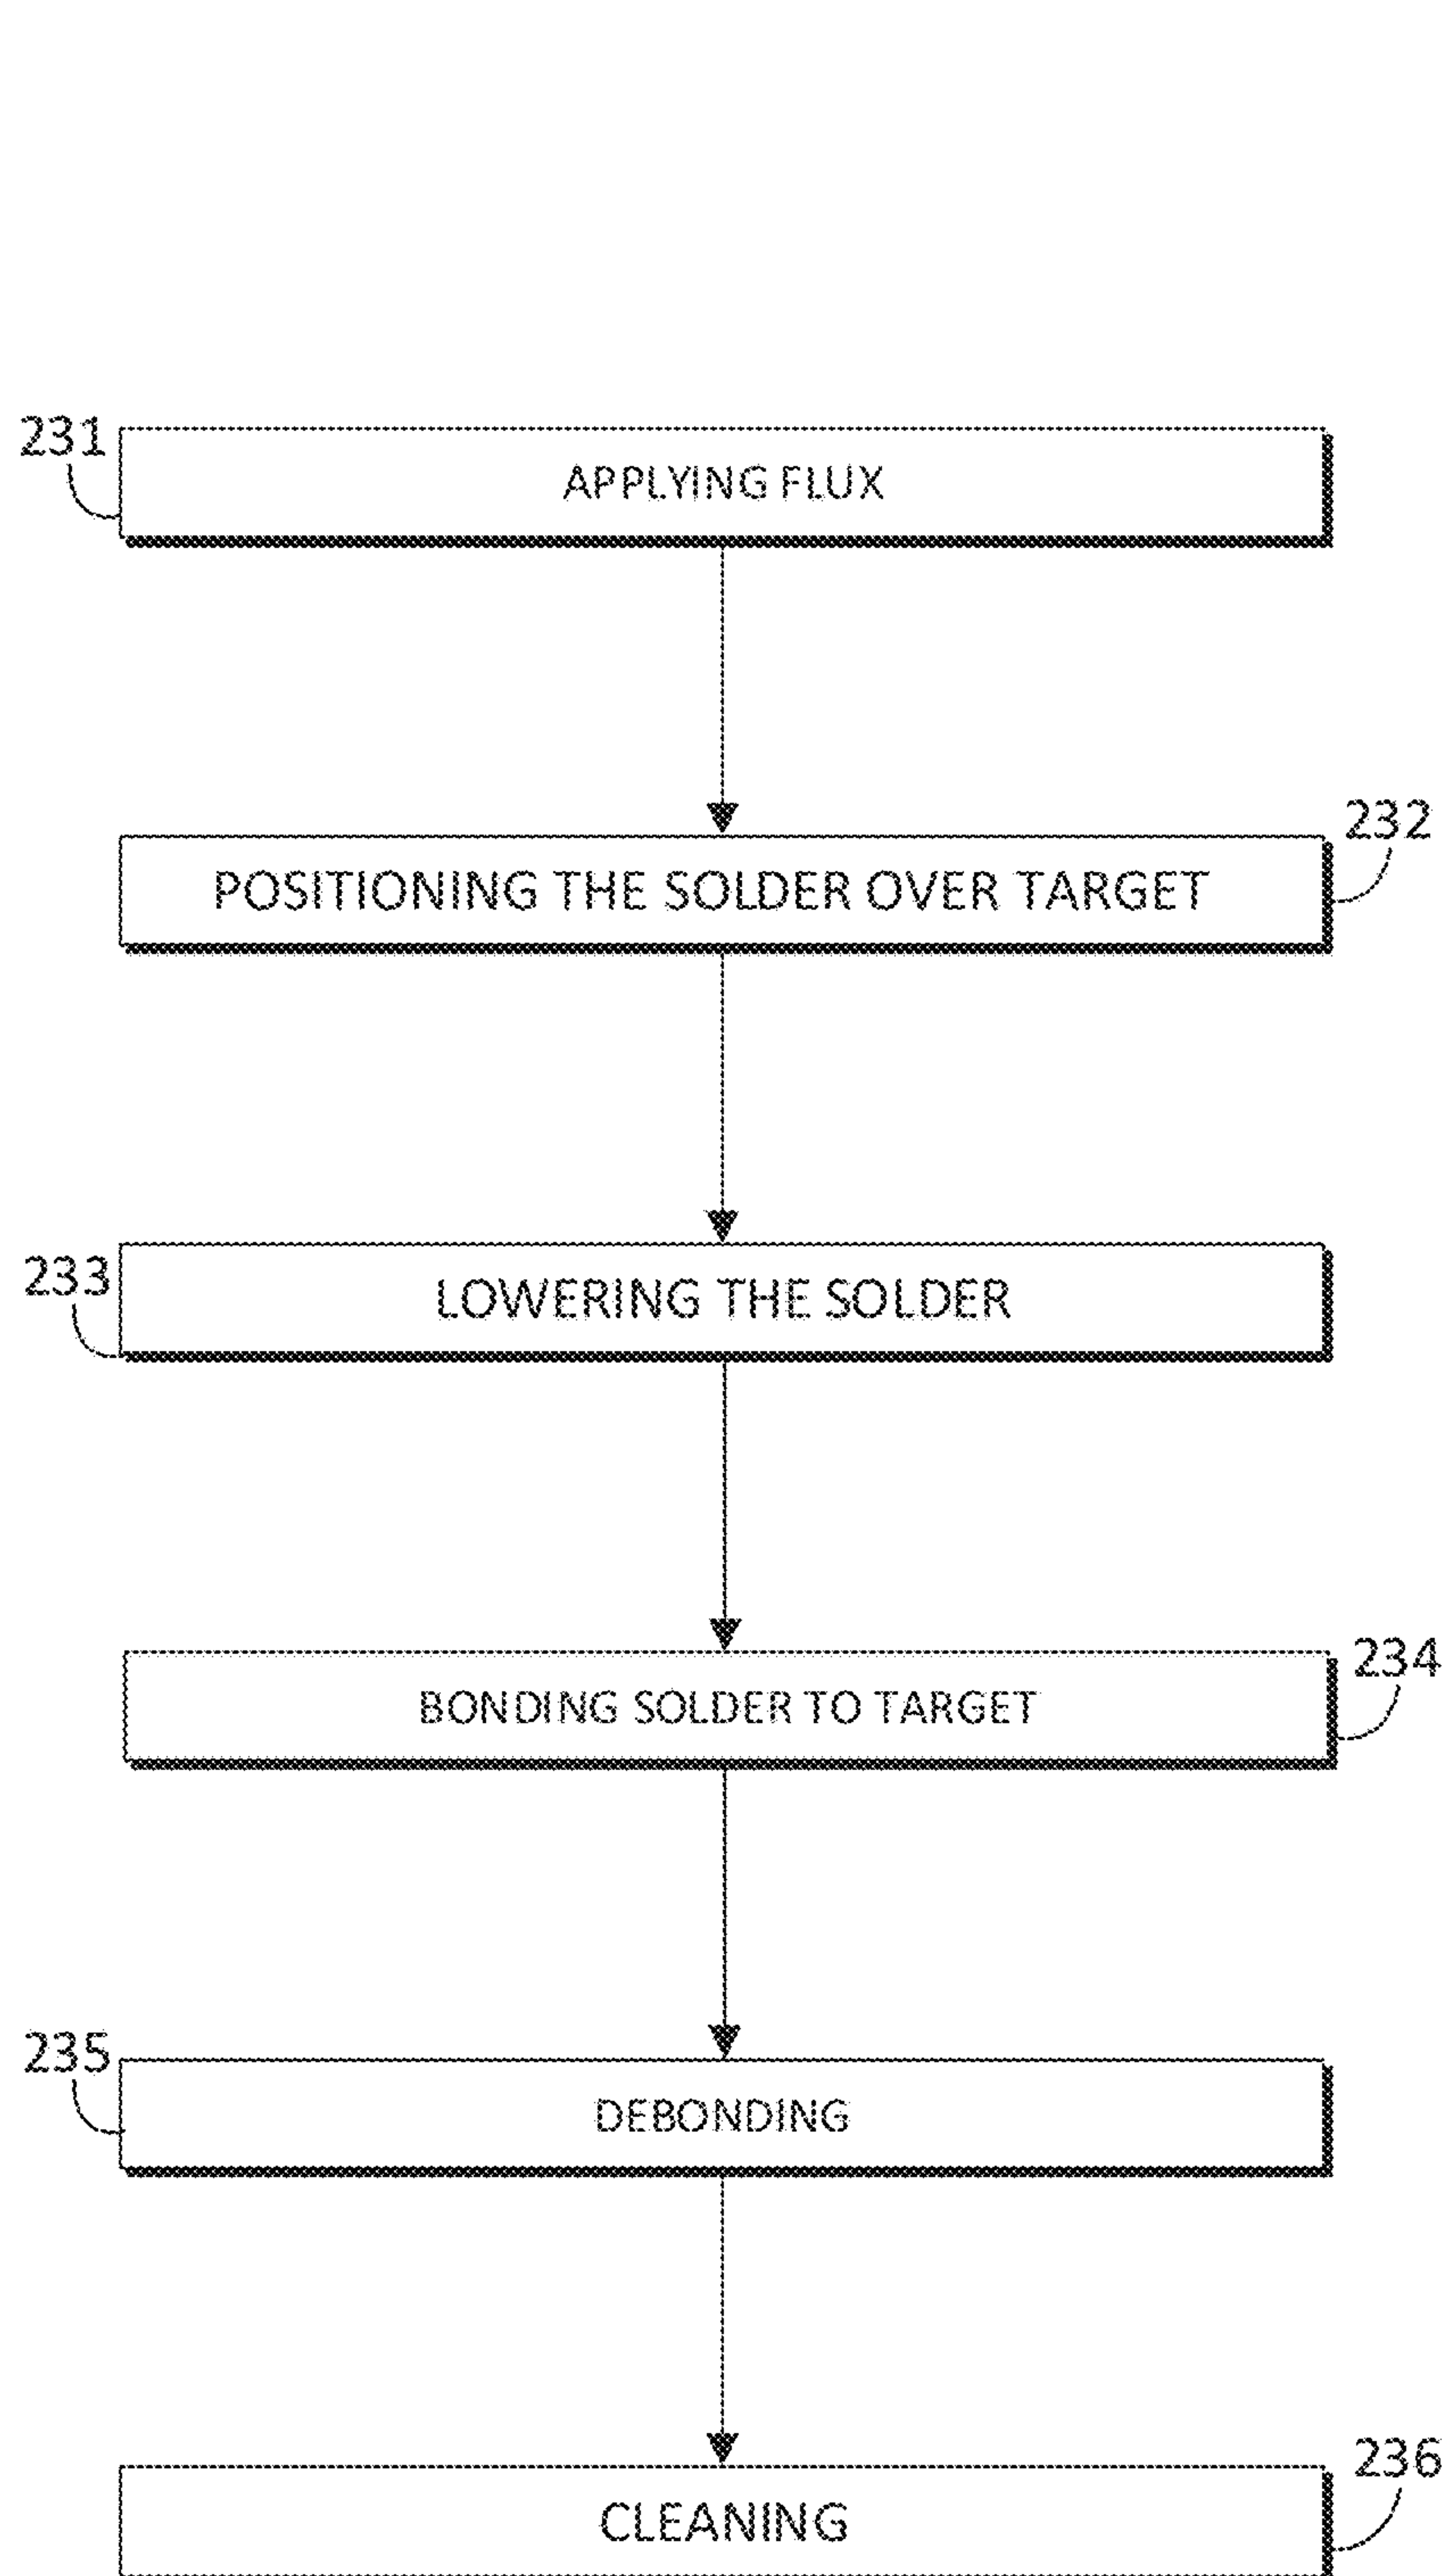 231
APPLYING FLUX
232
POSITIONING THE SOLDER OVER TARGET
233
LOWERING THE SOLDER
234
BONDING SOLDER TO TARGET
235
DEBONDING
236
CLEANING